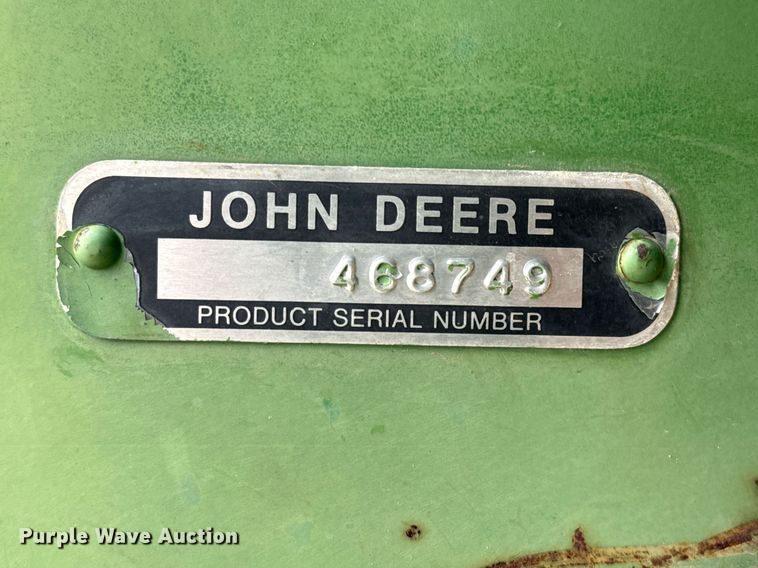 JOHN DEERE
468749
PRODUCT SERIAL NUMBER
Purple Wave Auction